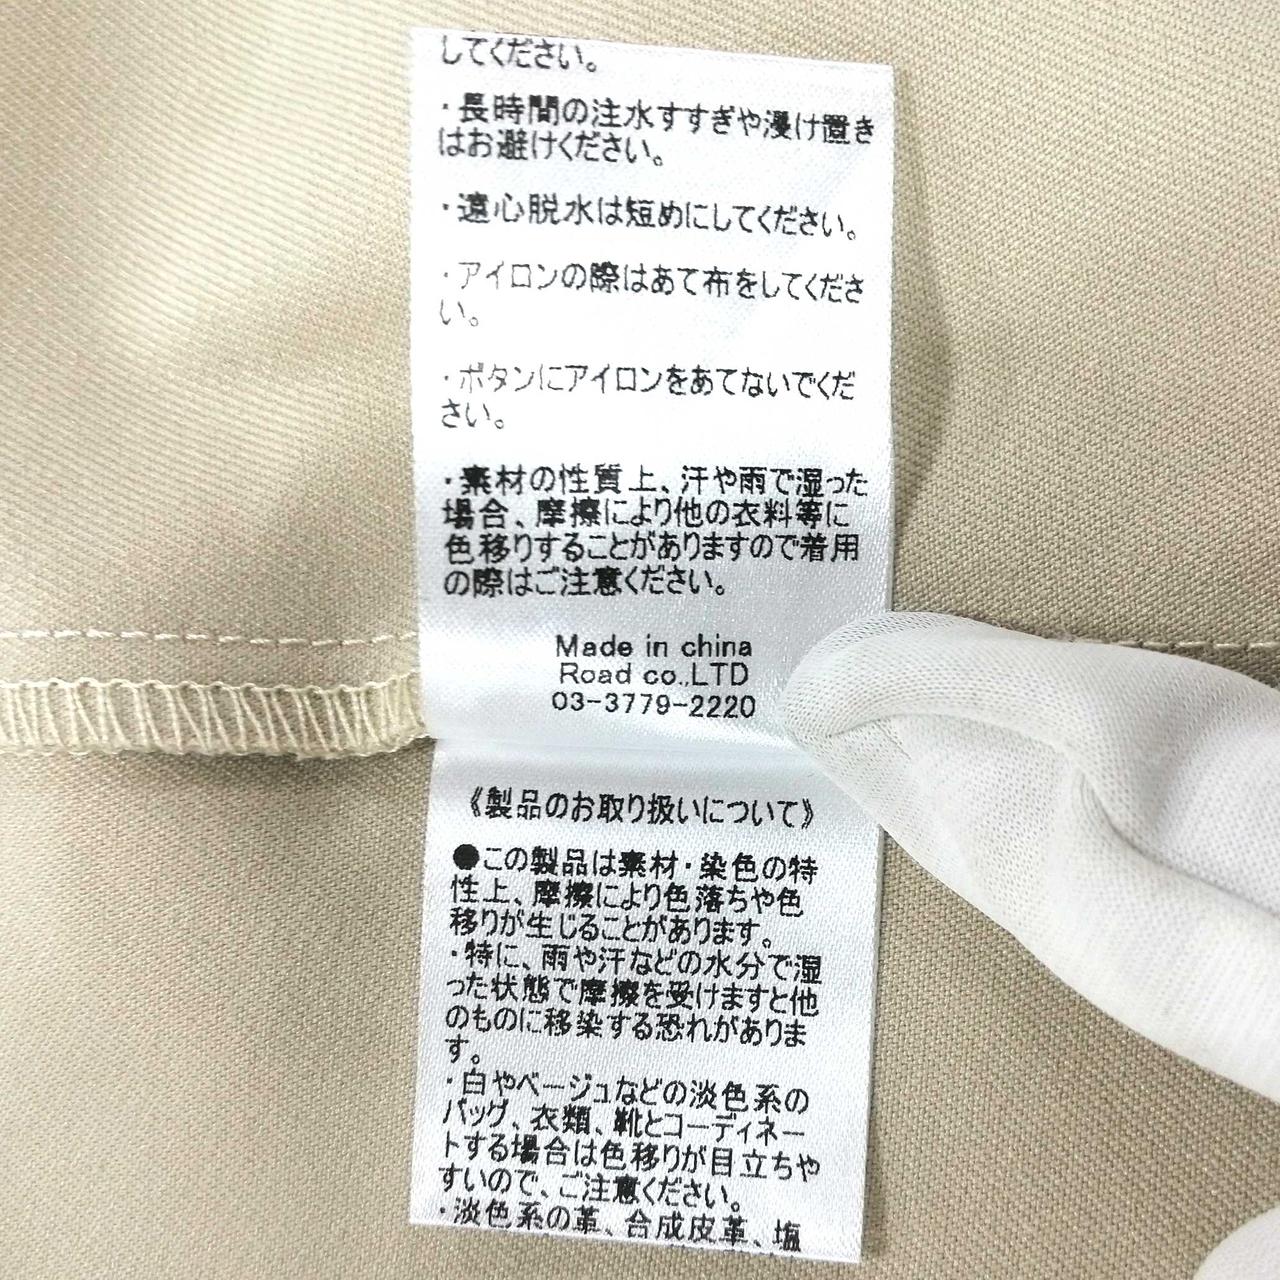 してください。
・長時間の注水すすぎや浸け置き
はお避けください。
・遠心脱水は短めにしてください。
・アイロンの際はあて布をしてくださ
い。
・ボタンにアイロンをあてないでくだ
さい。
・素材の性質上、汗や雨で湿った
場合、摩擦により他の衣料等に
色移りすることがありますので着用
の際はご注意ください。
Made in china
Road co.,LTD
03-3779-2220
《製品のお取り扱いについて》
●この製品は素材・染色の特
性上、摩擦により色落ちや色
移りが生じることがあります。
・特に、雨や汗などの水分で湿
った状態で摩擦を受けますと他
のものに移染する恐れがありま
す。
・白やベージュなどの淡色系の
バッグ、衣類、靴とコーディネー
トする場合は色移りが目立ちや
すいので、ご注意ください。
・淡色系の革、合成皮革、塩